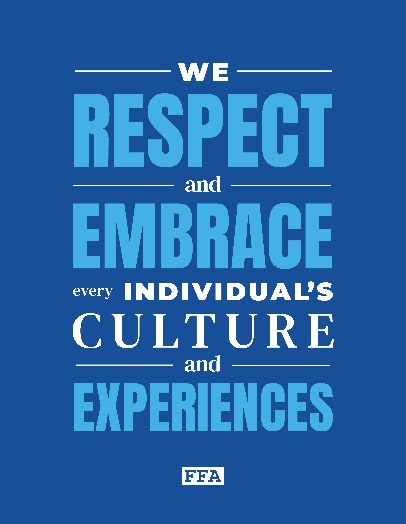 WE
RESPECT
and
EMBRACE
every INDIVIDUAL'S
CULTURE
and
EXPERIENCES
FFA